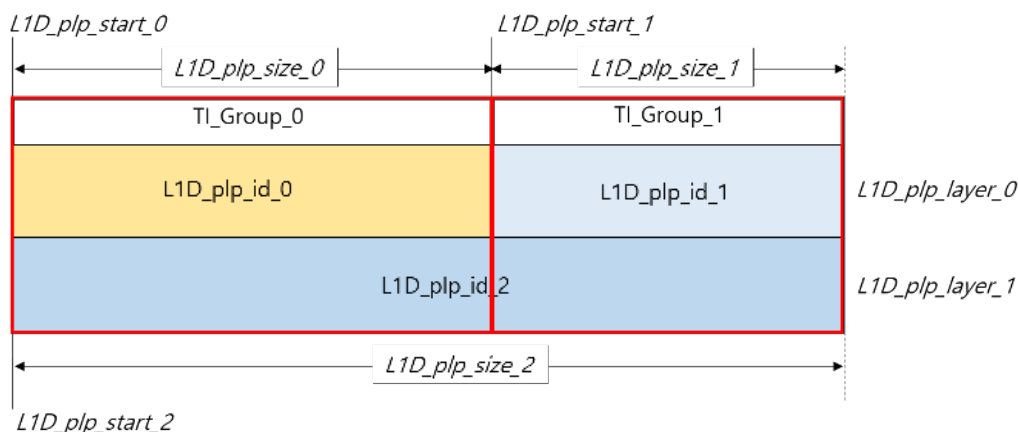 L1D_plp_start_0
L1D_plp_start_1
L1D_plp_size_0
L1D_plp_size_1
TI_Group_0
TI_Group_1
L1D_plp_id_0
L1D_plp_id_1
L1D_plp_layer_0
L1D_plp_id_2
L1D_plp_layer_1
L1D_plp_size_2
L1D_plp_start_2